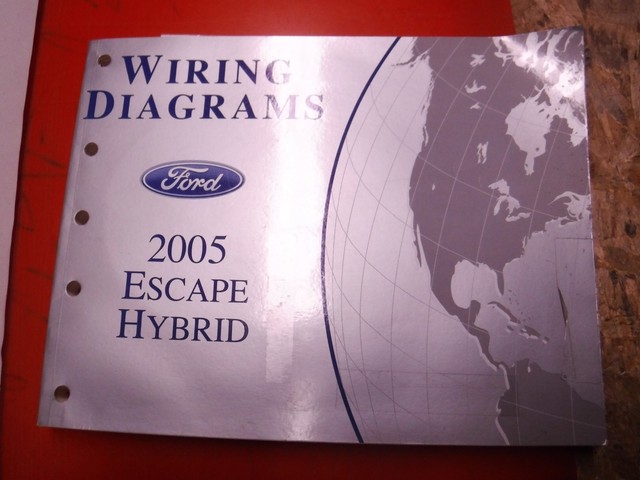 WIRING
DIAGRAMS
Ford
2005
ESCAPE
HYBRID